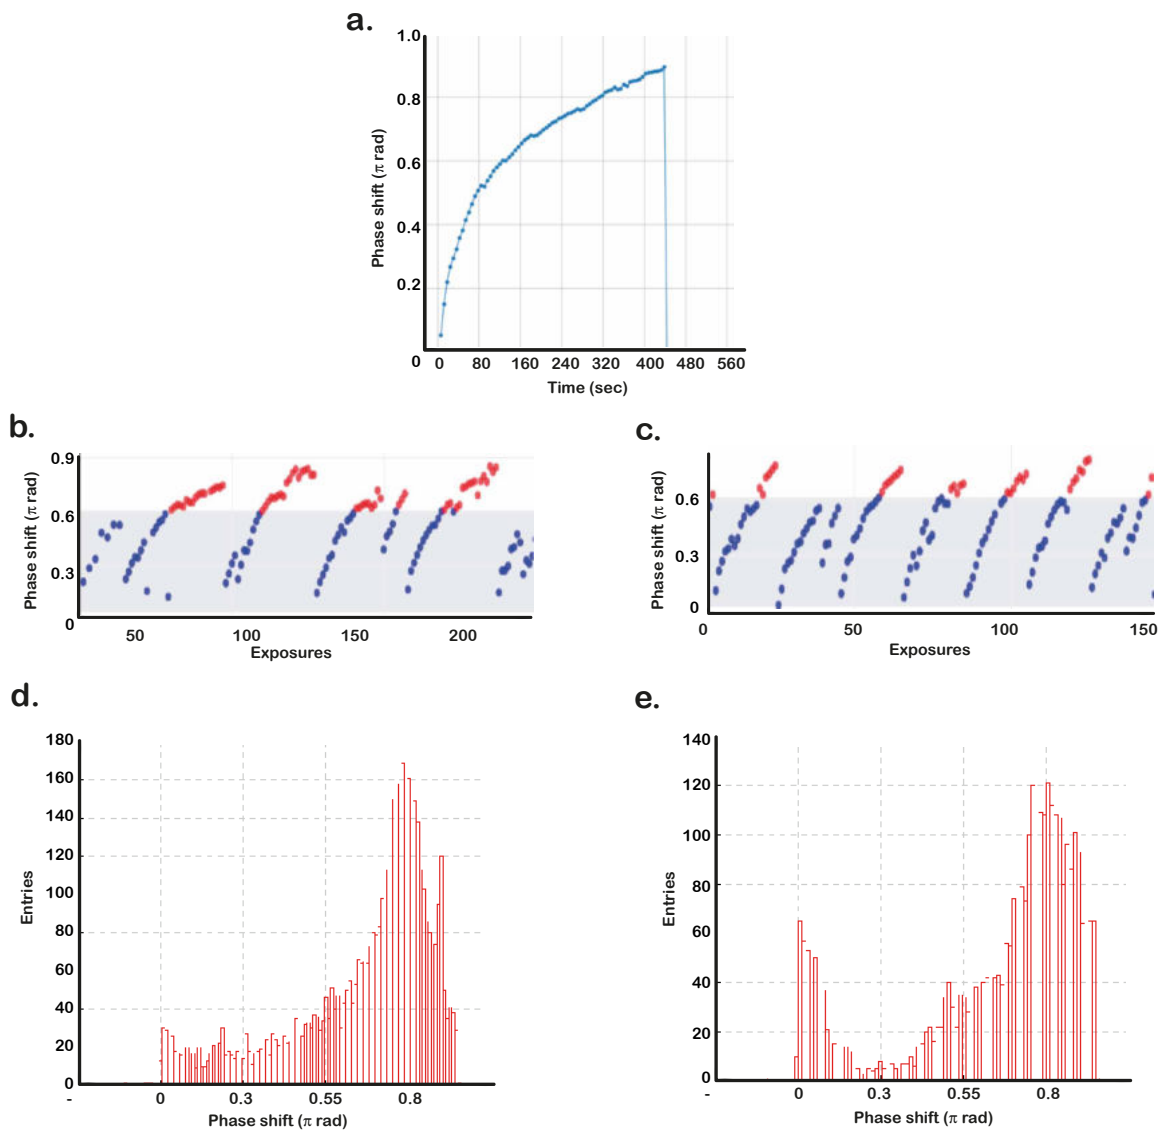 a.
1.0
0.8
0.6
0.4
0.2
0
Phase shift (π rad)
0 80 160 240 320 400 480 560
Time (sec)
b.
0.9
0.6
0.3
0
Phase shift (π rad)
50 100 150 200
Exposures
c.
0.6
0.3
0
Phase shift (π rad)
0 50 100 150
Exposures
d.
180
160
140
120
100
80
60
40
20
0
Entries
- 0 0.3 0.55 0.8
Phase shift (π rad)
e.
140
120
100
80
60
40
20
0
Entries
- 0 0.3 0.55 0.8
Phase shift (π rad)